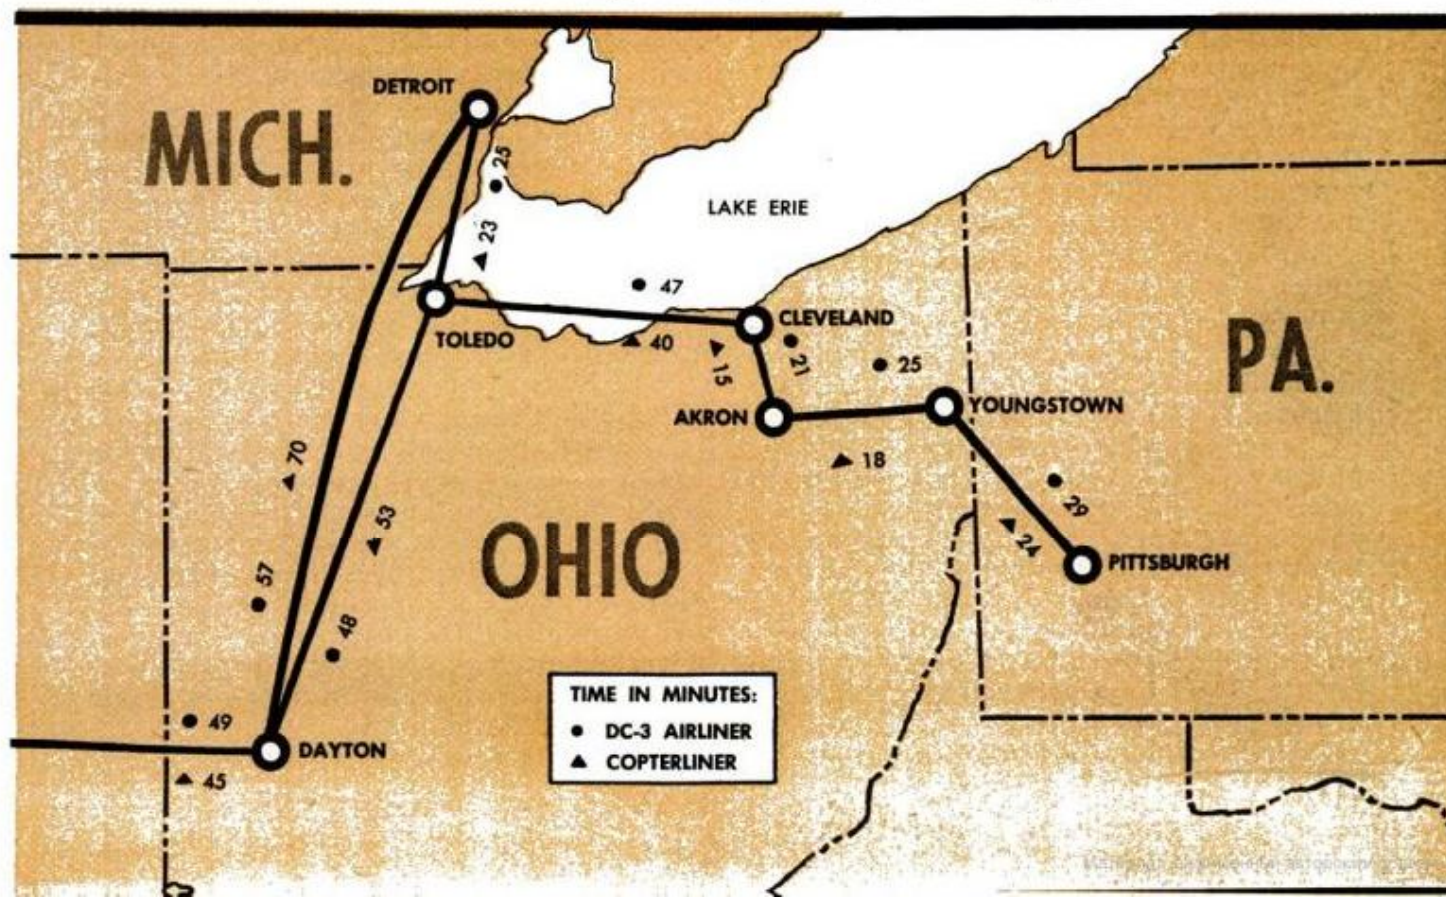 DETROIT
MICH.
25
LAKE ERIE
23
47
CLEVELAND
TOLEDO
40
15
21
25
PA.
AKRON
YOUNGSTOWN
18
70
29
53
24
OHIO
PITTSBURGH
57
48
TIME IN MINUTES:
● DC-3 AIRLINER
▲ COPTERLINER
49
DAYTON
45